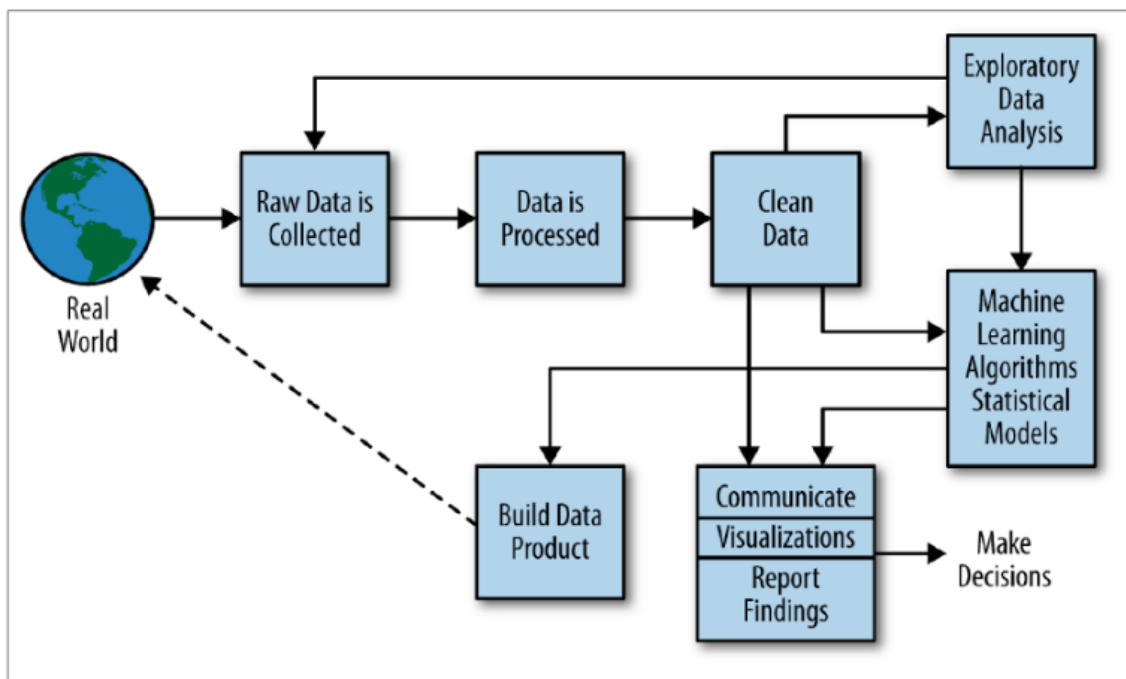 Exploratory
Data
Analysis
Raw Data is
Collected
Data is
Processed
Clean
Data
Real
World
Machine
Learning
Algorithms
Statistical
Models
Build Data
Product
Communicate
Visualizations
Report
Findings
Make
Decisions